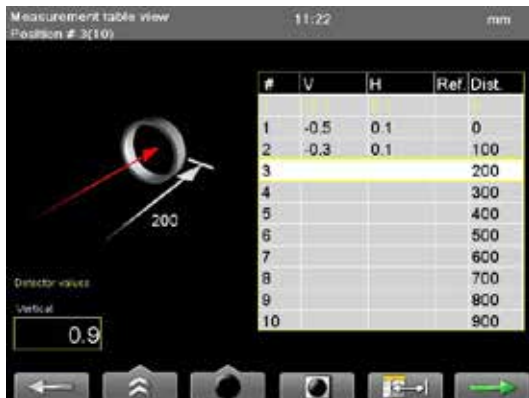 Measurement table view 11:22 mm
Position # 3(10)
# V H Ref. Dist.
1 -0.5 0.1 0
2 -0.3 0.1 100
3 200
4 300
5 400
6 500
7 600
8 700
9 800
10 900
200
Detector values
Vertical
0.9